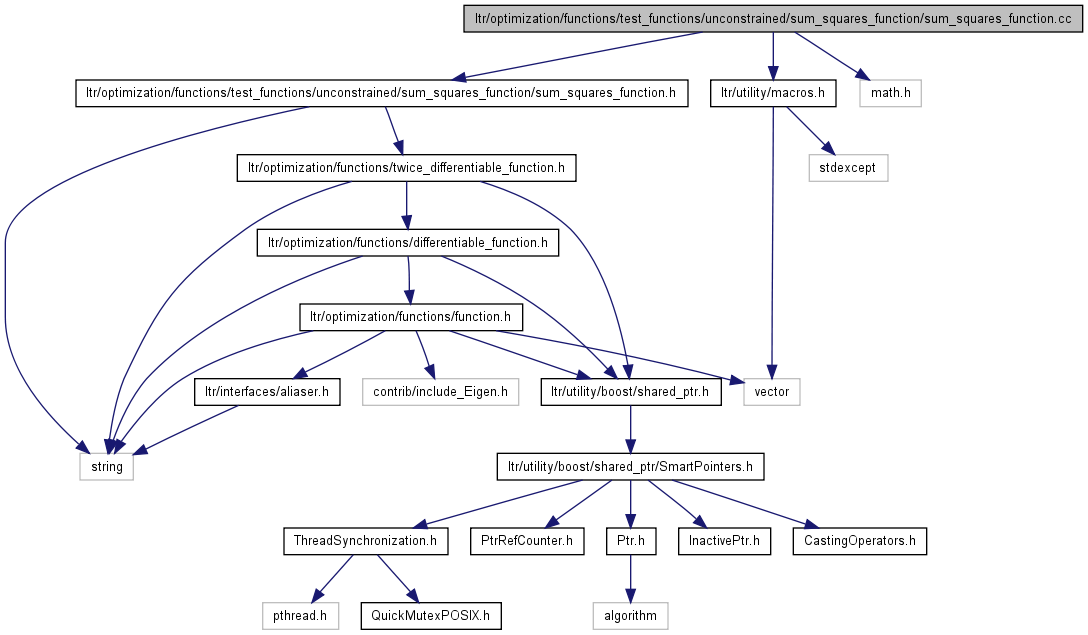 ltr/optimization/functions/test_functions/unconstrained/sum_squares_function/sum_squares_function.cc
ltr/optimization/functions/test_functions/unconstrained/sum_squares_function/sum_squares_function.h
ltr/utility/macros.h
math.h
ltr/optimization/functions/twice_differentiable_function.h
stdexcept
ltr/optimization/functions/differentiable_function.h
ltr/optimization/functions/function.h
ltr/interfaces/aliaser.h
contrib/include_Eigen.h
ltr/utility/boost/shared_ptr.h
vector
string
ltr/utility/boost/shared_ptr/SmartPointers.h
ThreadSynchronization.h
PtrRefCounter.h
Ptr.h
InactivePtr.h
CastingOperators.h
pthread.h
QuickMutexPOSIX.h
algorithm